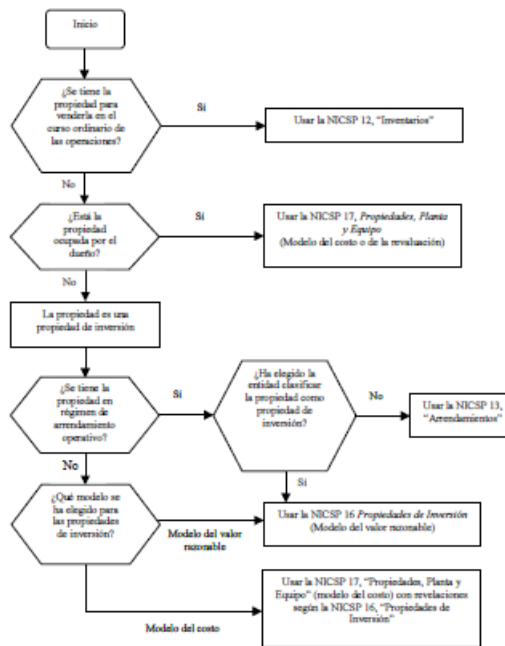 Inicio
¿Se tiene la
propiedad para
venderla en el
curso ordinario de
las operaciones?
Sí
Usar la NICSP 12, “Inventarios”
No
¿Está la
propiedad
ocupada por el
dueño?
Sí
Usar la NICSP 17, Propiedades, Planta
y Equipo
(Modelo del costo o de la revaluación)
No
La propiedad es una
propiedad de inversión
¿Se tiene la
propiedad en
régimen de
arrendamiento
operativo?
Sí
¿Ha elegido la
entidad clasificar
la propiedad como
propiedad de
inversión?
No
Usar la NICSP 13,
“Arrendamientos”
No
Sí
¿Qué modelo se
ha elegido para
las propiedades
de inversión?
Modelo del valor
razonable
Usar la NICSP 16 Propiedades de Inversión
(Modelo del valor razonable)
Modelo del costo
Usar la NICSP 17, “Propiedades, Planta y
Equipo” (modelo del costo) con revelaciones
según la NICSP 16, “Propiedades de
Inversión”